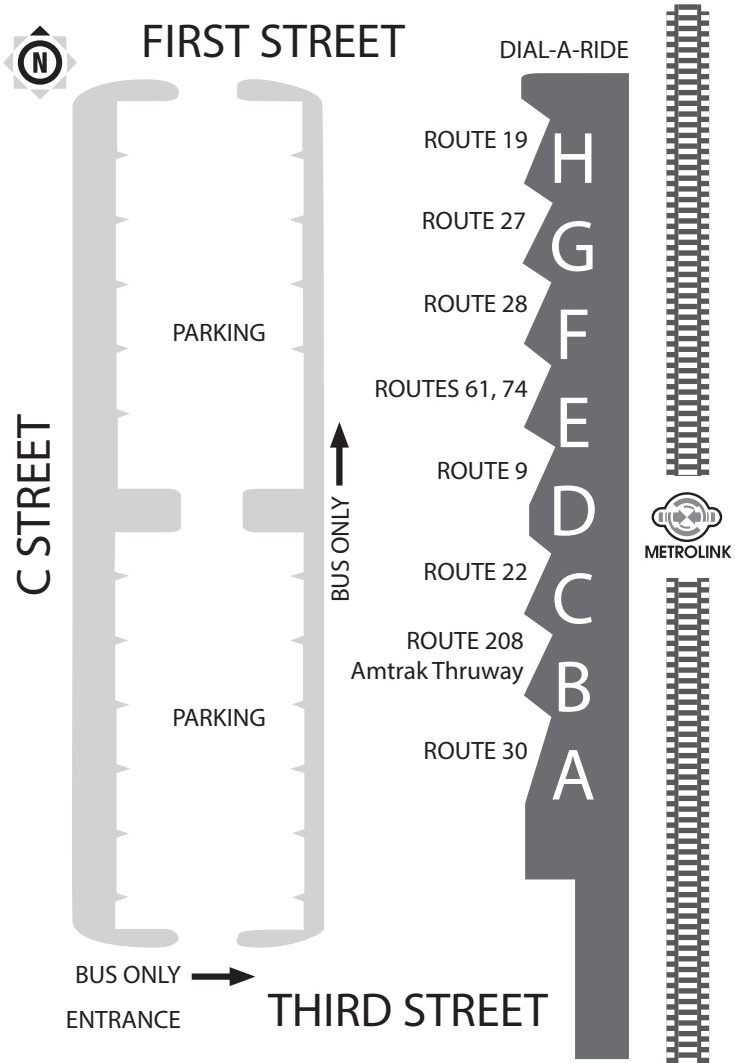 FIRST STREET
N
DIAL-A-RIDE
ROUTE 19
H
ROUTE 27
G
ROUTE 28
F
PARKING
ROUTES 61, 74
E
C STREET
ROUTE 9
D
BUS ONLY
METROLINK
ROUTE 22
C
ROUTE 208
Amtrak Thruway
B
PARKING
ROUTE 30
A
BUS ONLY
ENTRANCE
THIRD STREET